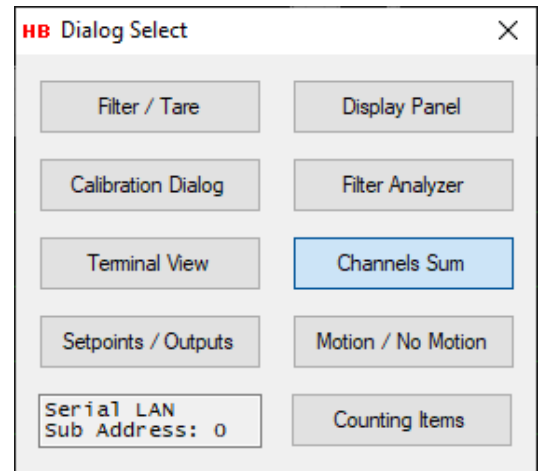 HB Dialog Select
Filter / Tare
Display Panel
Calibration Dialog
Filter Analyzer
Terminal View
Channels Sum
Setpoints / Outputs
Motion / No Motion
Serial LAN
Sub Address: 0
Counting Items